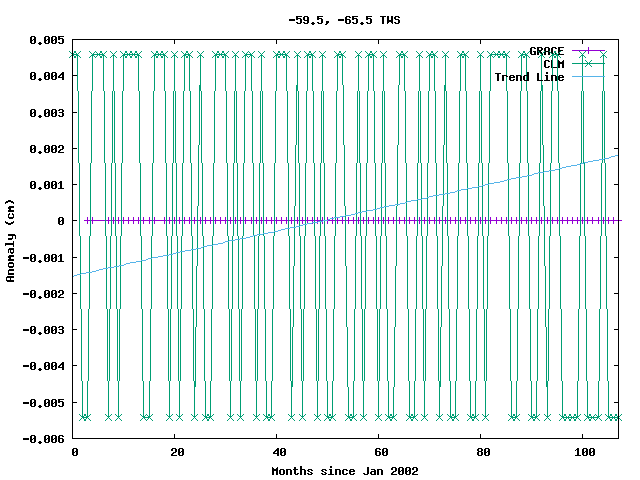 -59.5, -65.5 TWS
0.005
0.004
0.003
0.002
0.001
0
-0.001
-0.002
-0.003
-0.004
-0.005
-0.006
Anomaly (cm)
GRACE
CLM
Trend Line
0 20 40 60 80 100
Months since Jan 2002